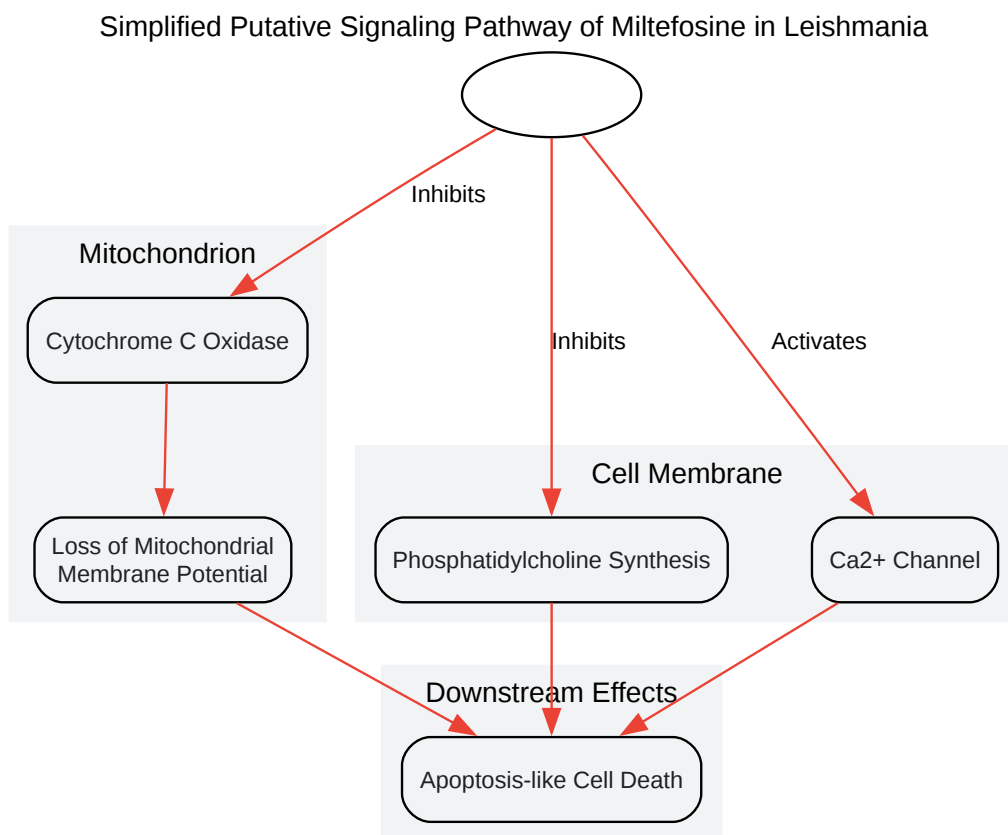 Simplified Putative Signaling Pathway of Miltefosine in Leishmania
Inhibits
Mitochondrion
Cytochrome C Oxidase
Inhibits
Activates
Cell Membrane
Loss of Mitochondrial
Membrane Potential
Phosphatidylcholine Synthesis
Ca2+ Channel
Downstream Effects
Apoptosis-like Cell Death